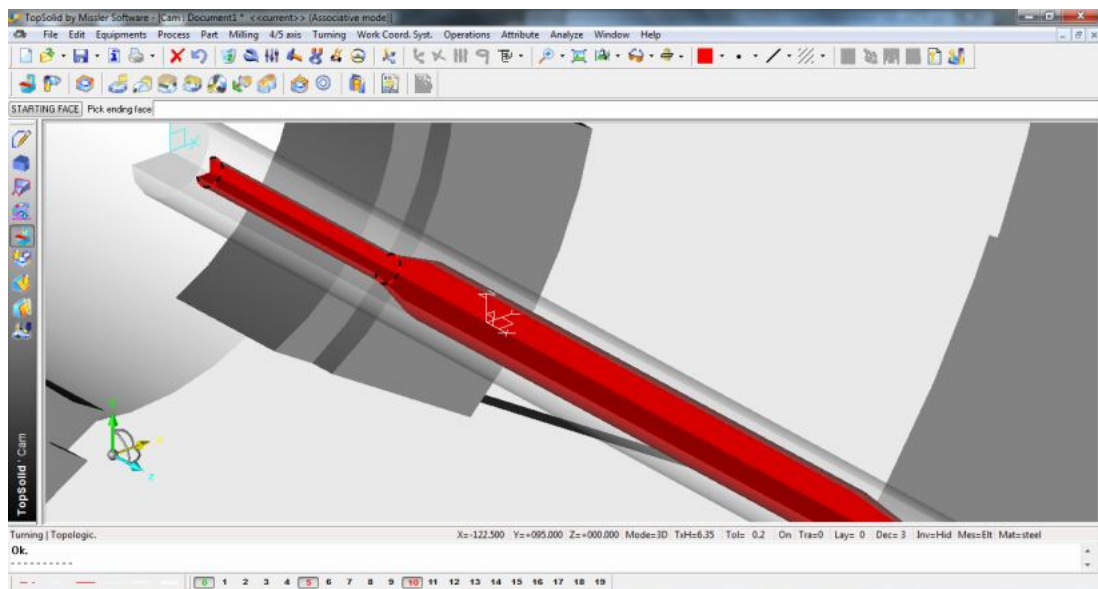 TopSolid by Missler Software - [Cam : Document1 * <<current>> (Associative mode)]
File Edit Equipments Process Part Milling 4/5 axis Turning Work Coord. Syst. Operations Attribute Analyze Window Help
STARTING FACE Pick ending face
TopSolid'Cam
Turning | Topologic.
X=-122.500 Y=+095.000 Z=+000.000 Mode=3D TxH=6.35 Tol= 0.2 On Tra=0 Lay= 0 Dec= 3 Inv=Hid Mes=Elt Mat=steel
Ok.
0 1 2 3 4 5 6 7 8 9 10 11 12 13 14 15 16 17 18 19